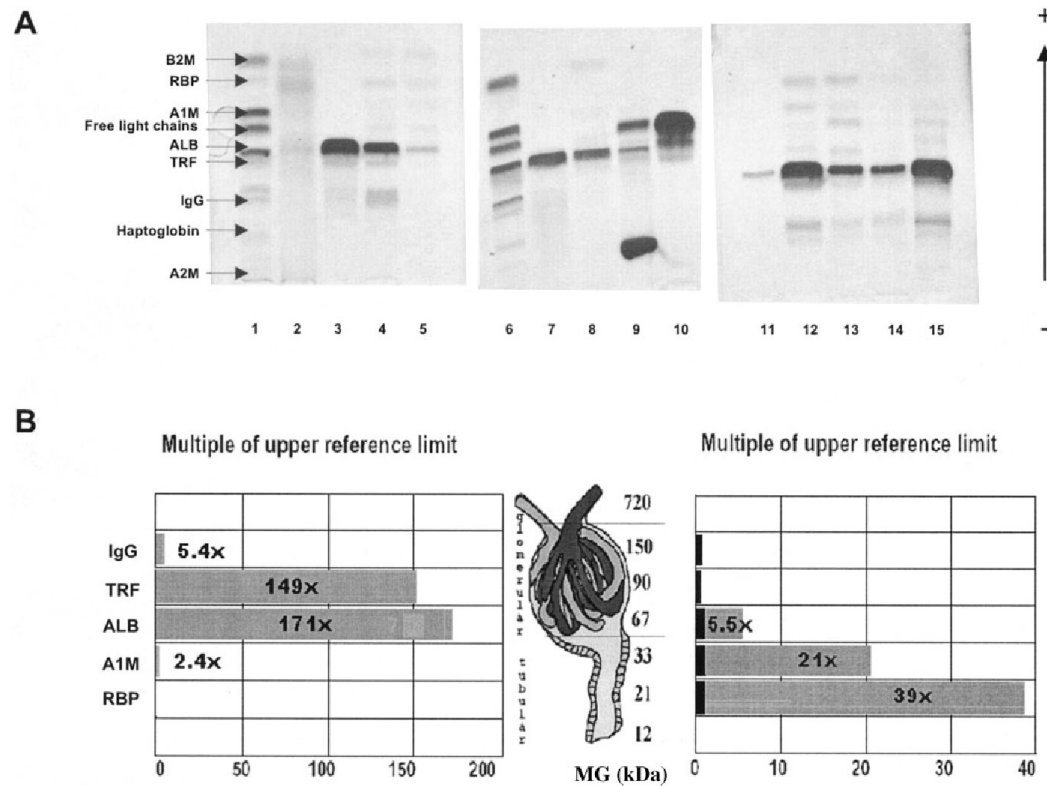 A
+
B2M
RBP
A1M
Free light chains
ALB
TRF
IgG
Haptoglobin
A2M
-
1 2 3 4 5 6 7 8 9 10 11 12 13 14 15
B
Multiple of upper reference limit
Multiple of upper reference limit
IgG
TRF
ALB
A1M
RBP
5.4x
149x
171x
2.4x
0 50 100 150 200
glomerular
tubular
720
150
90
67
33
21
12
MG (kDa)
5.5x
21x
39x
0 10 20 30 40